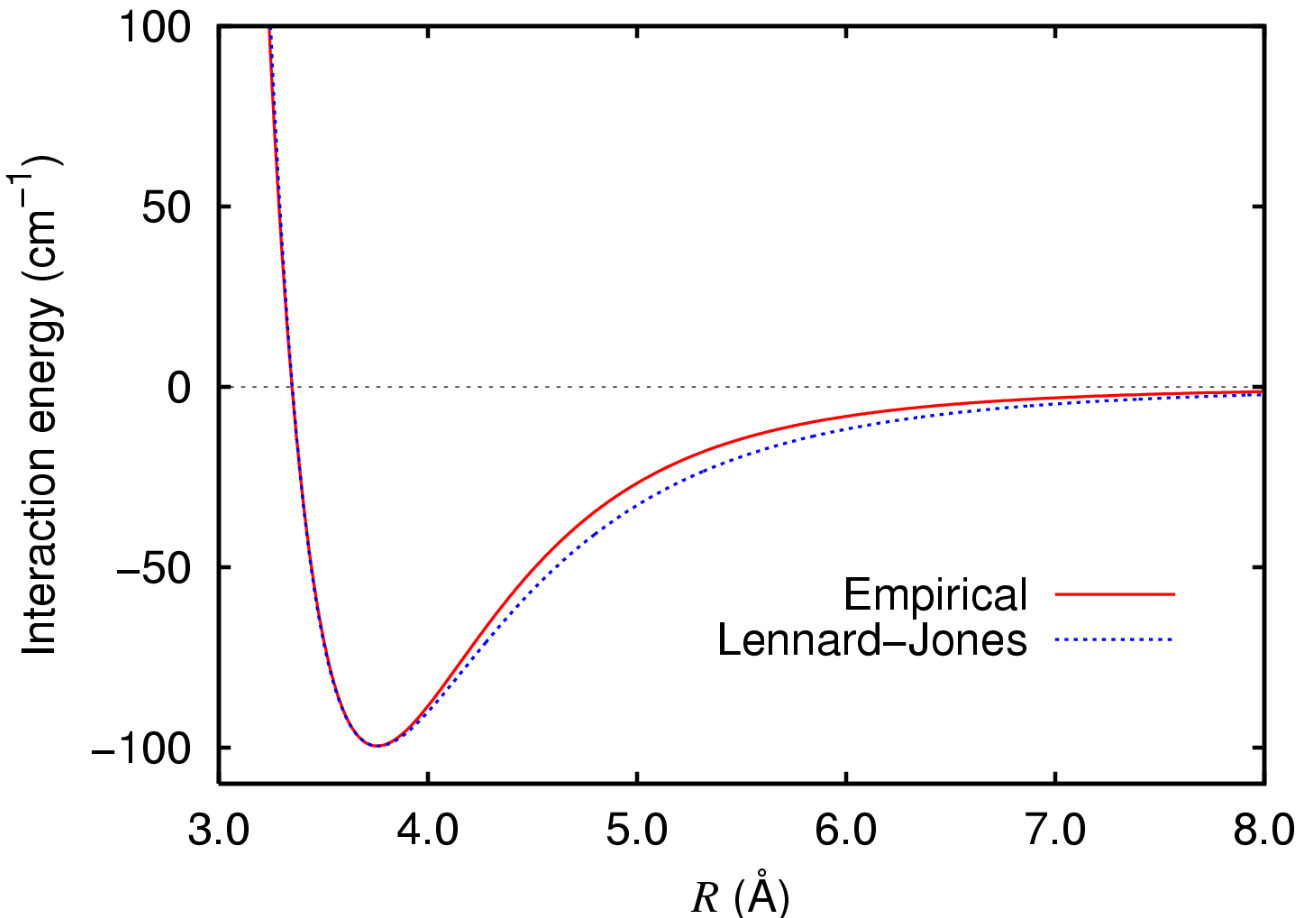 100
50
0
−50
−100
Interaction energy (cm⁻¹)
Empirical
Lennard−Jones
3.0 4.0 5.0 6.0 7.0 8.0
R (Å)